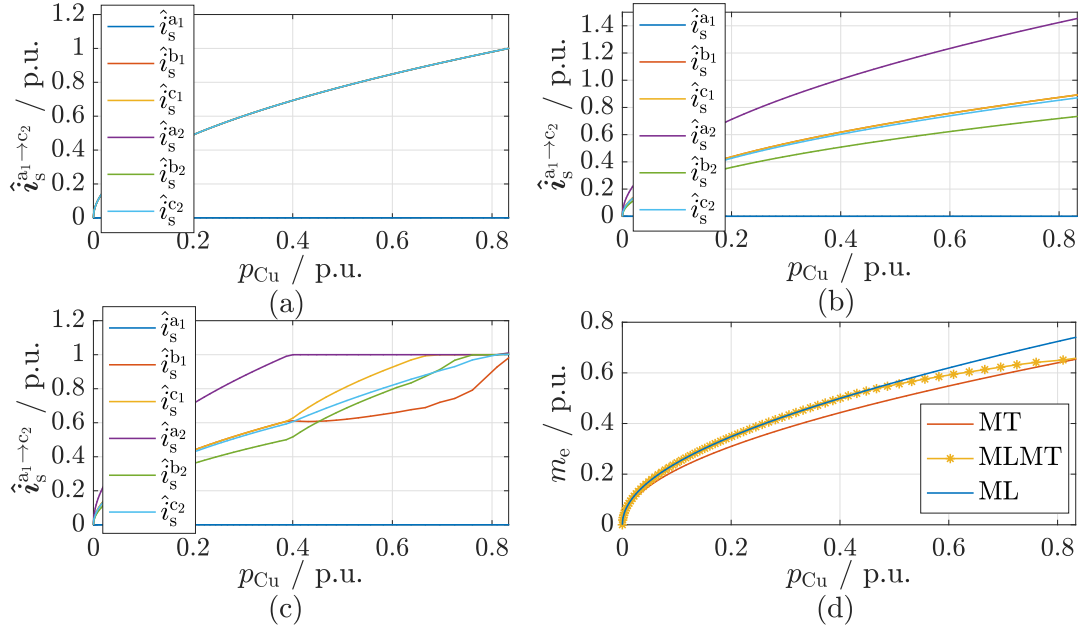 1.2
1
0.8
0.6
0.4
0.2
0
0 0.2 0.4 0.6 0.8
î_s^{a_1→c_2} / p.u.
p_Cu / p.u.
î_s^{a_1}
î_s^{b_1}
î_s^{c_1}
î_s^{a_2}
î_s^{b_2}
î_s^{c_2}
(a)
1.4
1.2
1.0
0.8
0.6
0.4
0.2
0
0 0.2 0.4 0.6 0.8
î_s^{a_1→c_2} / p.u.
p_Cu / p.u.
î_s^{a_1}
î_s^{b_1}
î_s^{c_1}
î_s^{a_2}
î_s^{b_2}
î_s^{c_2}
(b)
1.2
1
0.8
0.6
0.4
0.2
0
0 0.2 0.4 0.6 0.8
î_s^{a_1→c_2} / p.u.
p_Cu / p.u.
î_s^{a_1}
î_s^{b_1}
î_s^{c_1}
î_s^{a_2}
î_s^{b_2}
î_s^{c_2}
(c)
0.8
0.6
0.4
0.2
0
0 0.2 0.4 0.6 0.8
m_e / p.u.
p_Cu / p.u.
MT
MLMT
ML
(d)